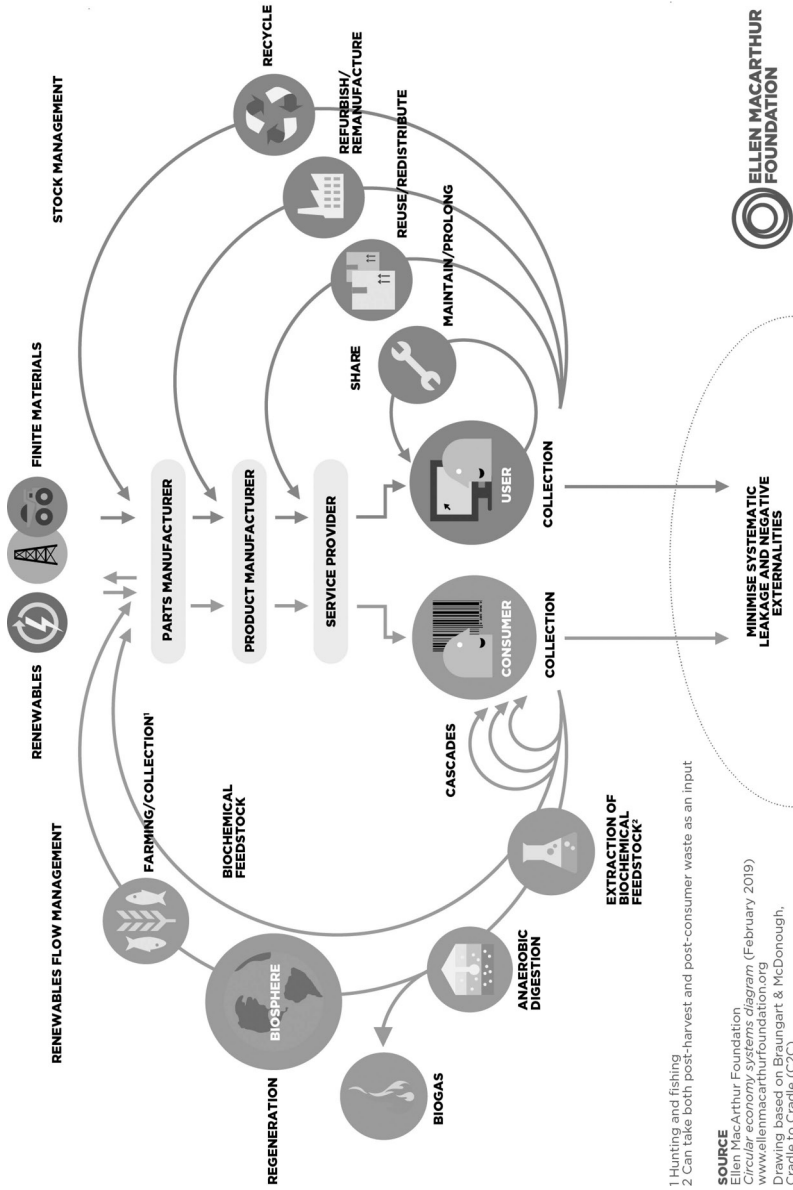 RENEWABLES
FINITE MATERIALS
RENEWABLES FLOW MANAGEMENT
STOCK MANAGEMENT
FARMING/COLLECTION¹
PARTS MANUFACTURER
RECYCLE
BIOCHEMICAL
FEEDSTOCK
PRODUCT MANUFACTURER
REFURBISH/
REMANUFACTURE
REGENERATION
BIOSPHERE
SERVICE PROVIDER
REUSE/REDISTRIBUTE
SHARE
MAINTAIN/PROLONG
BIOGAS
CASCADES
CONSUMER
USER
ANAEROBIC
DIGESTION
COLLECTION
COLLECTION
EXTRACTION OF
BIOCHEMICAL
FEEDSTOCK²
MINIMISE SYSTEMATIC
LEAKAGE AND NEGATIVE
EXTERNALITIES
1 Hunting and fishing
2 Can take both post-harvest and post-consumer waste as an input
SOURCE
Ellen MacArthur Foundation
Circular economy systems diagram (February 2019)
www.ellenmacarthurfoundation.org
Drawing based on Braungart & McDonough,
Cradle to Cradle (C2C)
ELLEN MACARTHUR
FOUNDATION